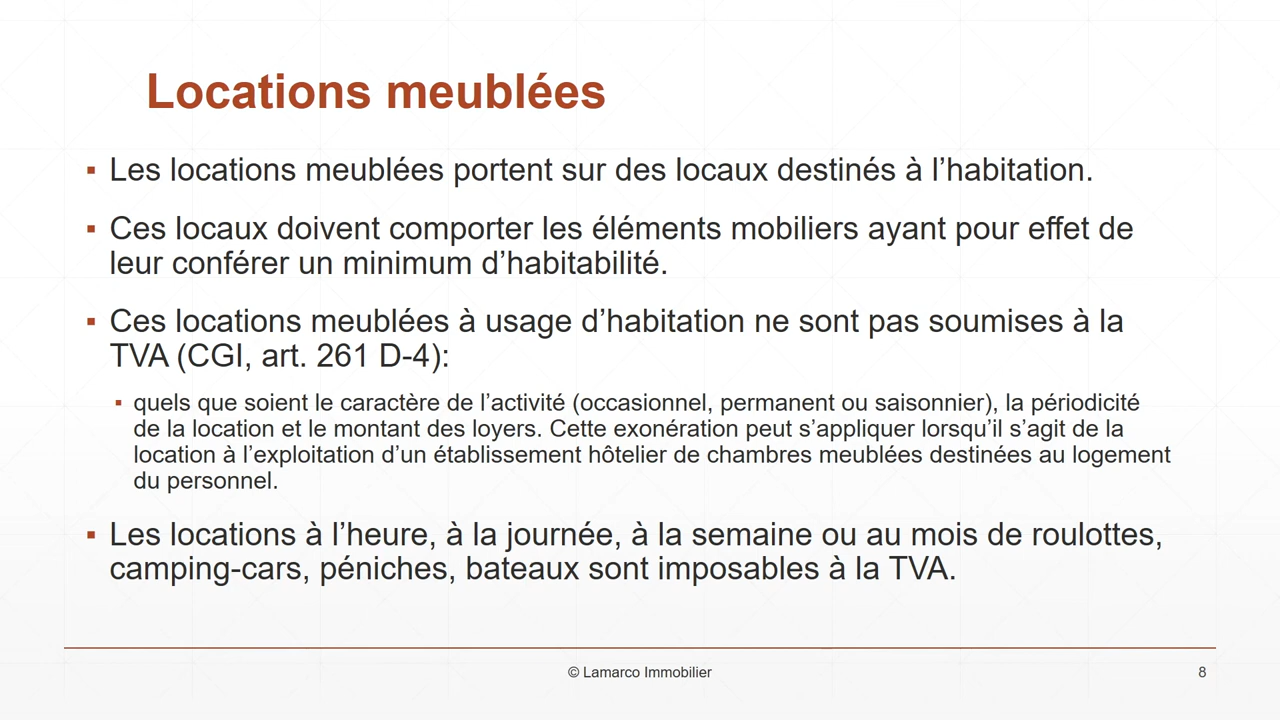 Locations meublées
▪ Les locations meublées portent sur des locaux destinés à l’habitation.
▪ Ces locaux doivent comporter les éléments mobiliers ayant pour effet de
leur conférer un minimum d’habitabilité.
▪ Ces locations meublées à usage d’habitation ne sont pas soumises à la
TVA (CGI, art. 261 D-4):
▪ quels que soient le caractère de l’activité (occasionnel, permanent ou saisonnier), la périodicité
de la location et le montant des loyers. Cette exonération peut s’appliquer lorsqu’il s’agit de la
location à l’exploitation d’un établissement hôtelier de chambres meublées destinées au logement
du personnel.
▪ Les locations à l’heure, à la journée, à la semaine ou au mois de roulottes,
camping-cars, péniches, bateaux sont imposables à la TVA.
© Lamarco Immobilier
8